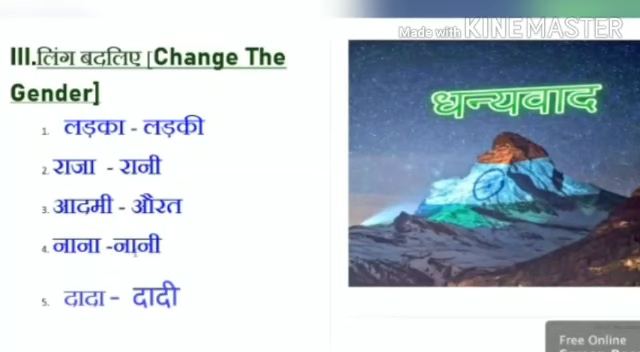 Made with KINEMASTER
III.लिंग बदलिए [Change The
Gender]
1. लड़का - लड़की
2. राजा - रानी
3. आदमी - औरत
4. नाना -नानी
5. दादा - दादी
धन्यवाद
Free Online